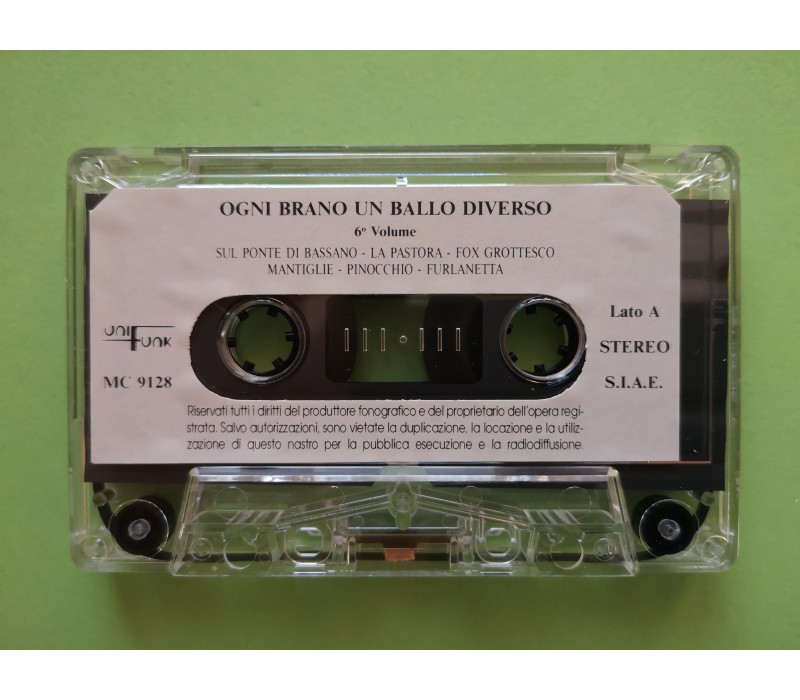 OGNI BRANO UN BALLO DIVERSO
6º Volume
SUL PONTE DI BASSANO - LA PASTORA - FOX GROTTESCO
MANTIGLIE - PINOCCHIO - FURLANETTA
UNI
FUNK
MC 9128
Lato A
STEREO
S.I.A.E.
Riservati tutti i diritti del produttore fonografico e del proprietario dell'opera regi-
strata. Salvo autorizzazioni, sono vietate la duplicazione, la locazione e la utiliz-
zazione di questo nastro per la pubblica esecuzione e la radiodiffusione.